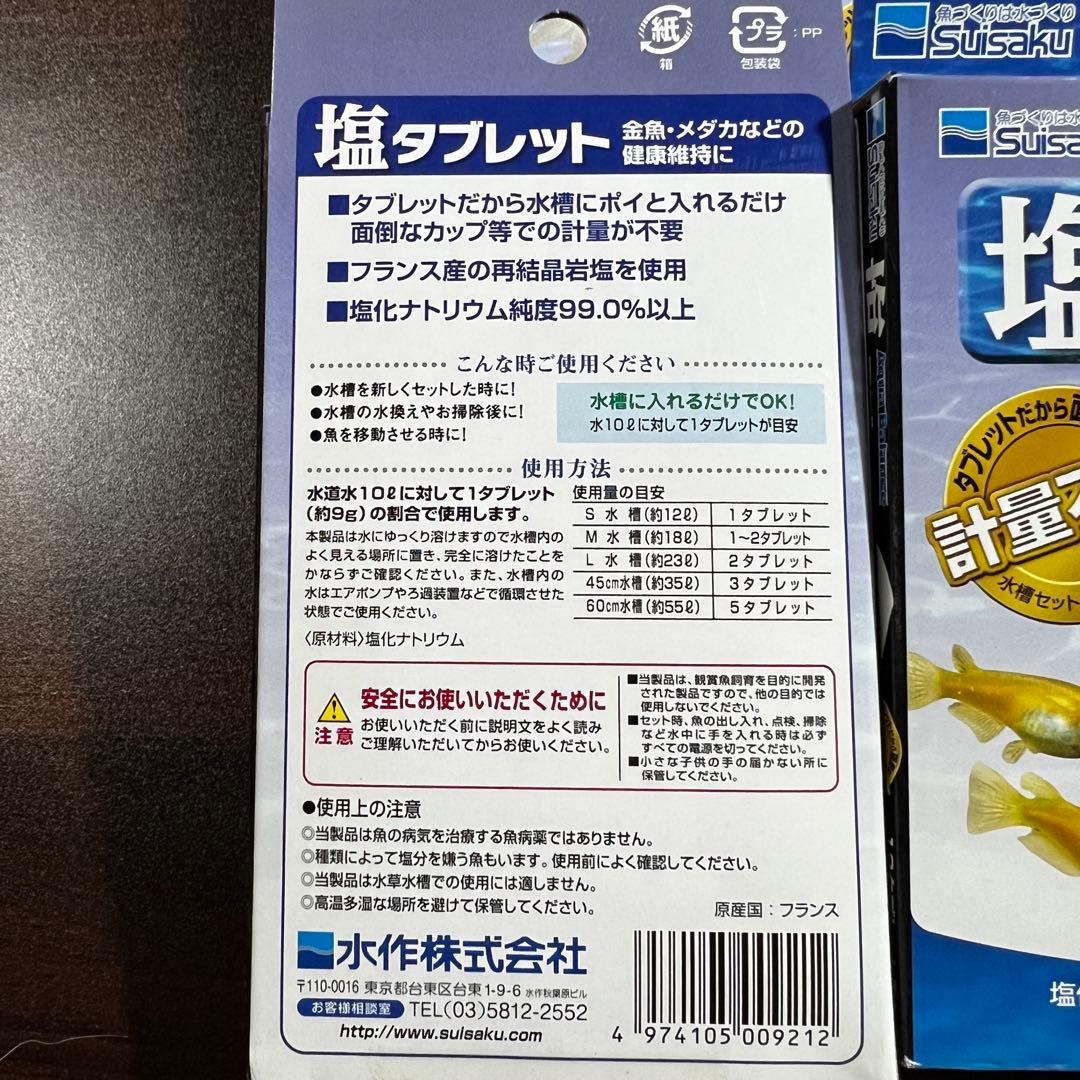 紙
箱
プラ : PP
包装袋
塩タブレット 金魚・メダカなどの
健康維持に
■タブレットだから水槽にポイと入れるだけ
面倒なカップ等での計量が不要
■フランス産の再結晶岩塩を使用
■塩化ナトリウム純度99.0%以上
こんな時ご使用ください
●水槽を新しくセットした時に!
●水槽の水換えやお掃除後に!
●魚を移動させる時に!
水槽に入れるだけでOK!
水10ℓに対して1タブレットが目安
使用方法
水道水10ℓに対して1タブレット
(約9g)の割合で使用します。
本製品は水にゆっくり溶けますので水槽内の
よく見える場所に置き、完全に溶けたことを
かならずご確認ください。また、水槽内の
水はエアポンプやろ過装置などで循環させた
状態でご使用ください。
〈原材料〉塩化ナトリウム
使用量の目安
S 水 槽(約12ℓ) 1タブレット
M 水 槽(約18ℓ) 1〜2タブレット
L 水 槽(約23ℓ) 2タブレット
45cm水槽(約35ℓ) 3タブレット
60cm水槽(約55ℓ) 5タブレット
注意
安全にお使いいただくために
お使いいただく前に説明文をよく読み
ご理解いただいてからお使いください。
■当製品は、観賞魚飼育を目的に開発
された製品ですので、他の目的では
使用しないでください。
■セット時、魚の出し入れ、点検、掃除
など水中に手を入れる時は必ず
すべての電源を切ってください。
■小さな子供の手の届かない所に
保管してください。
●使用上の注意
◎当製品は魚の病気を治療する魚病薬ではありません。
◎種類によって塩分を嫌う魚もいます。使用前によく確認してください。
◎当製品は水草水槽での使用には適しません。
◎高温多湿な場所を避けて保管してください。
原産国：フランス
水作株式会社
〒110-0016 東京都台東区台東1-9-6 水作秋葉原ビル
お客様相談室 TEL(03)5812-2552
http://www.suisaku.com
4 974105 009212
魚づくりは水づくり
Suisaku
魚づくりは水
Suisa
Suisaku
塩
Aqua Balance
タブレットだから
計量
水槽セット
塩